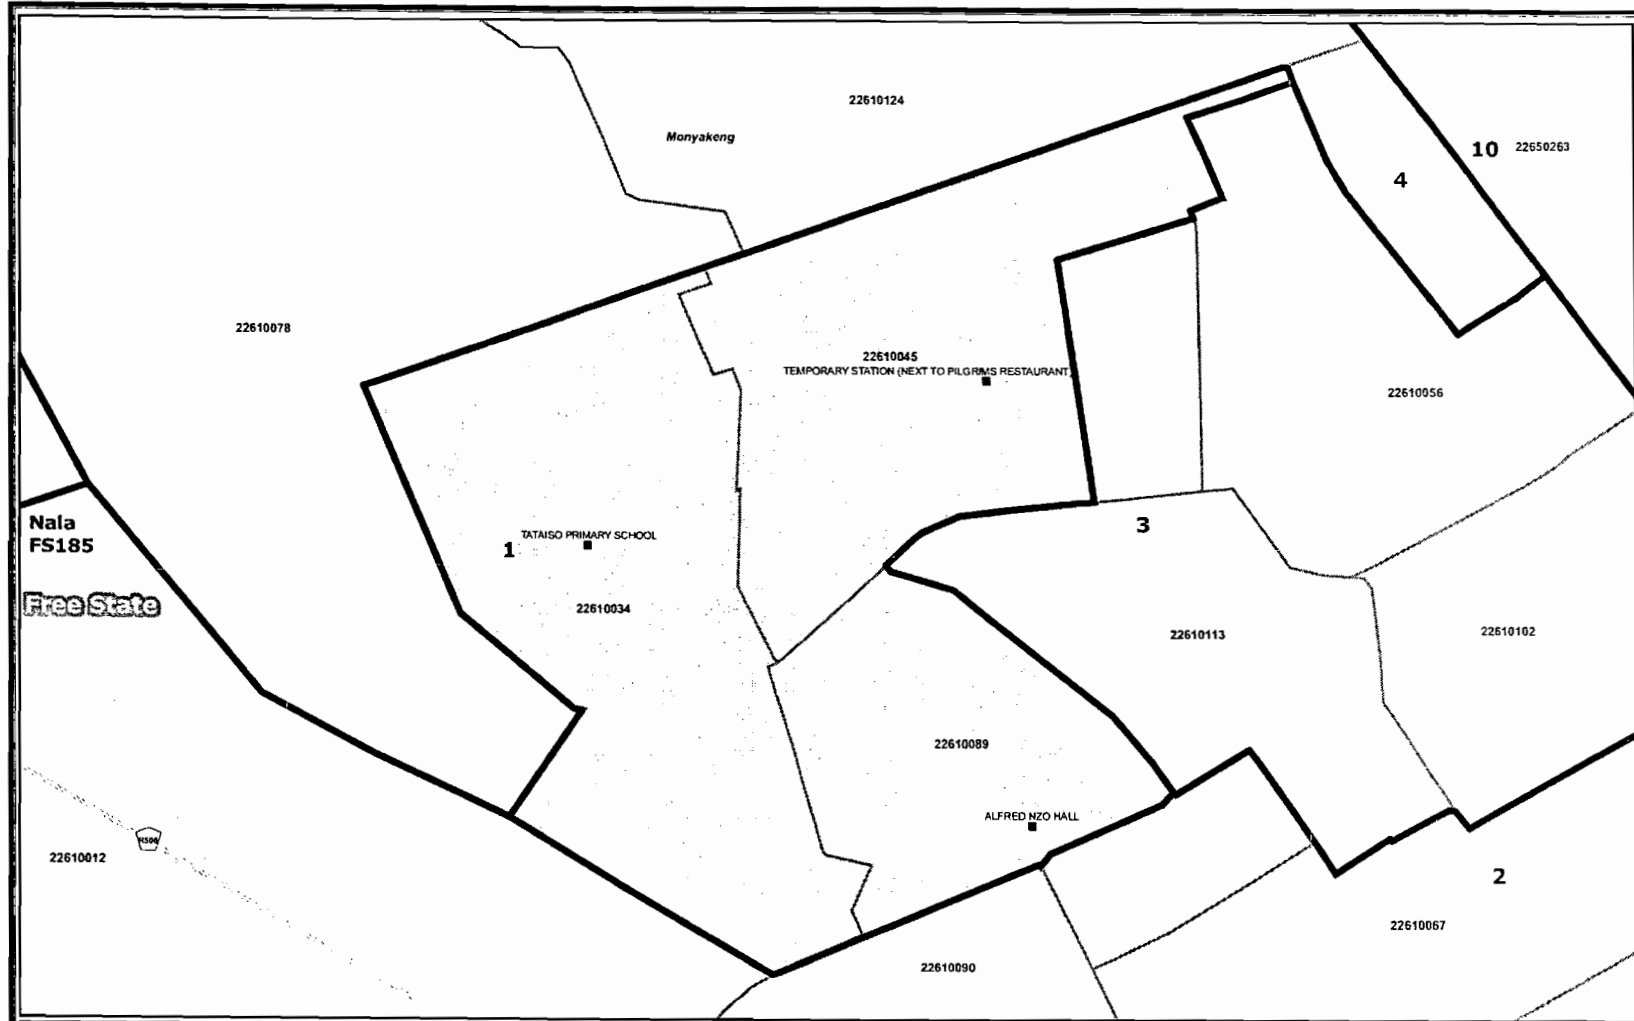 22610124
Monyakeng
10
22650263
4
22610078
22610045
TEMPORARY STATION (NEXT TO PILGRIMS RESTAURANT)
22610056
Nala
FS185
3
TATAISO PRIMARY SCHOOL
1
Free State
22610034
22610113
22610102
22610089
ALFRED NZO HALL
22610012
2
22610067
22610090